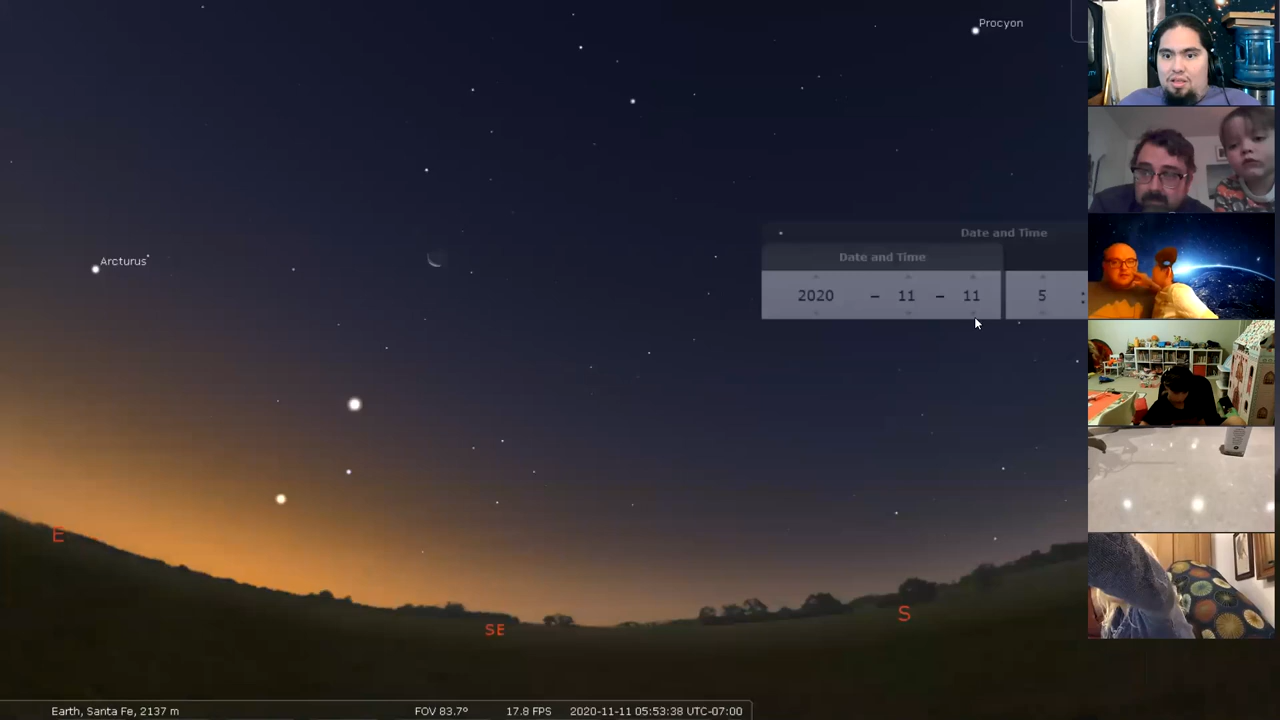 Procyon
Arcturus
Date and Time
Date and Time
2020 – 11 – 11 5 :
E
SE
S
Earth, Santa Fe, 2137 m FOV 83.7° 17.8 FPS 2020-11-11 05:53:38 UTC-07:00